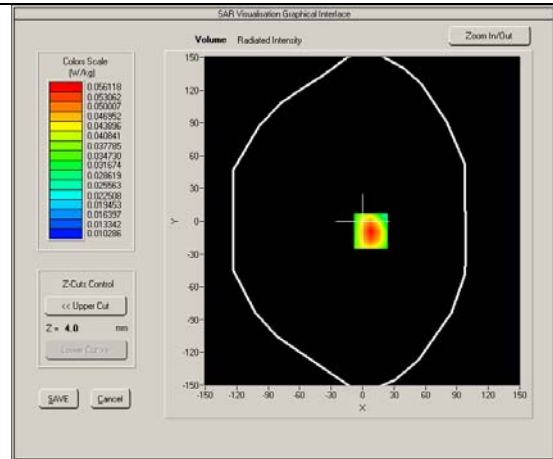 SAR Visualisation Graphical Interface
Volume Radiated Intensity
Zoom In/Out
Colors Scale
(W/kg)
0.056118
0.053062
0.050007
0.046952
0.043896
0.040841
0.037785
0.034730
0.031674
0.028619
0.025563
0.022508
0.019453
0.016397
0.013342
0.010286
Z-Cuts Control
<< Upper Cut
Z = 4.0 mm
Lower Cut >>
SAVE Cancel
150-
120-
90-
60-
30-
Y 0-
-30-
-60-
-90-
-120-
-150-
-150 -120 -90 -60 -30 0 30 60 90 120 150
X